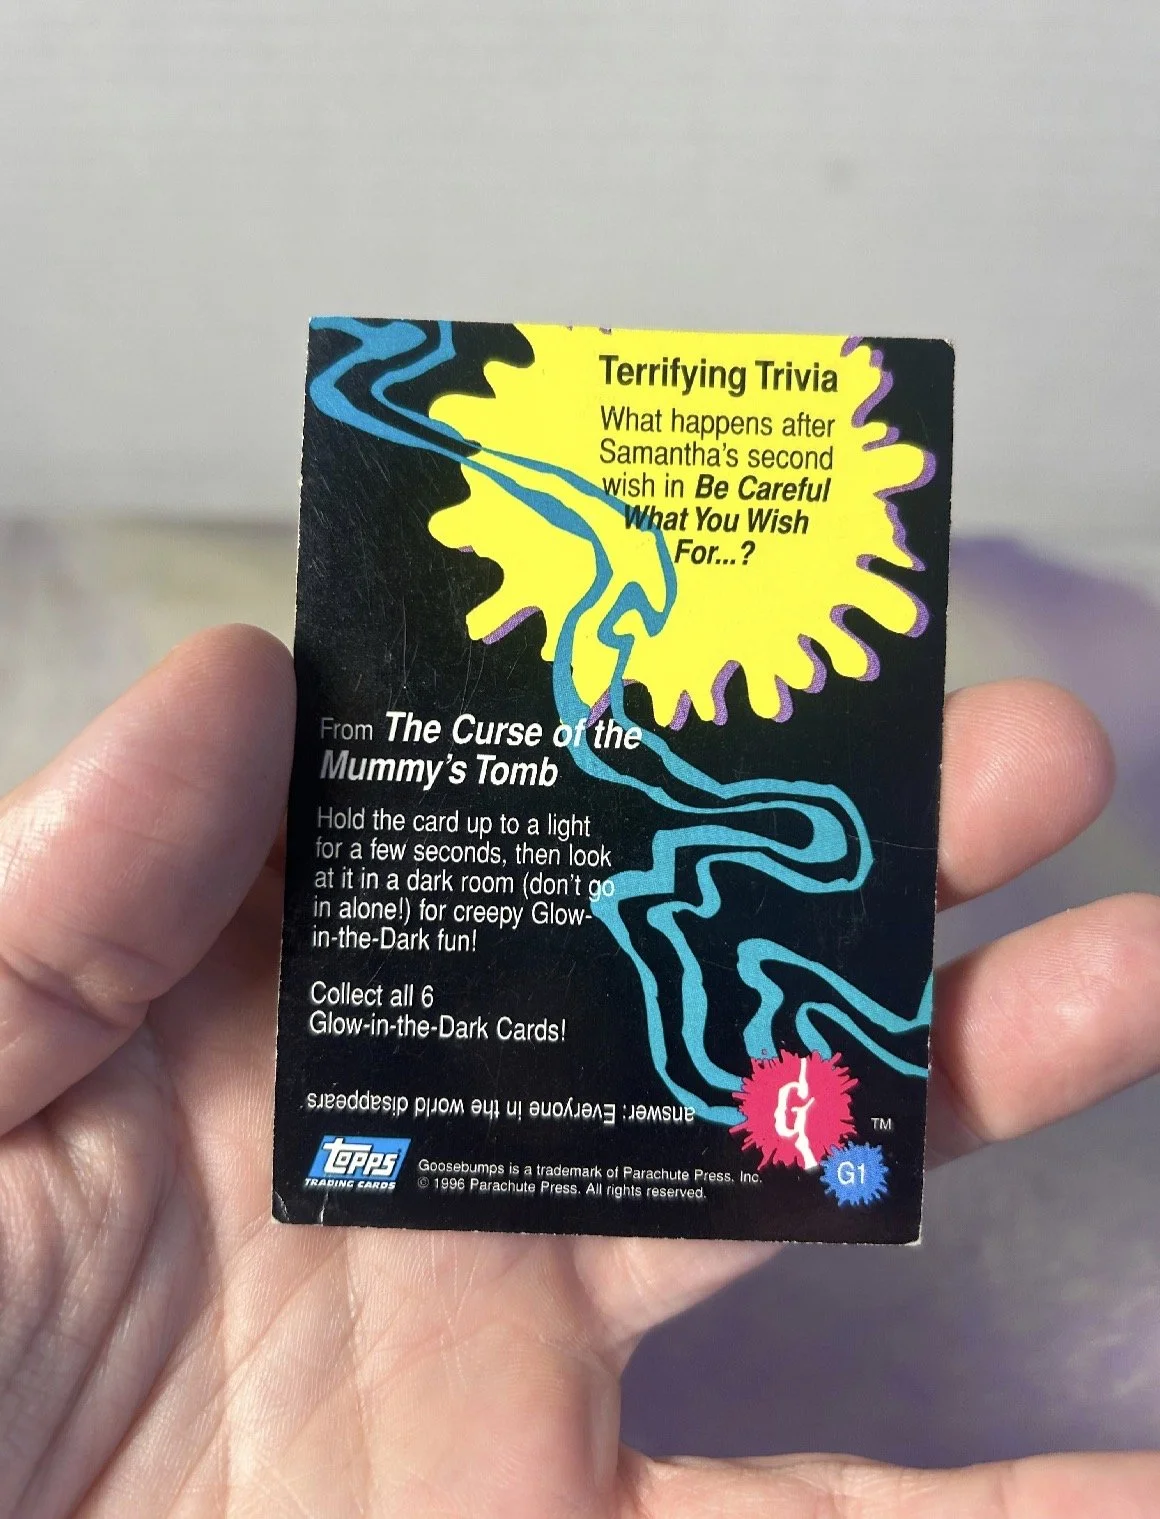 Terrifying Trivia
What happens after
Samantha's second
wish in Be Careful
What You Wish
For...?
From The Curse of the
Mummy's Tomb
Hold the card up to a light
for a few seconds, then look
at it in a dark room (don't go
in alone!) for creepy Glow-
in-the-Dark fun!
Collect all 6
Glow-in-the-Dark Cards!
answer: Everyone in the world disappears
Topps
TRADING CARDS
Goosebumps is a trademark of Parachute Press, Inc.
© 1996 Parachute Press. All rights reserved.
G
TM
G1